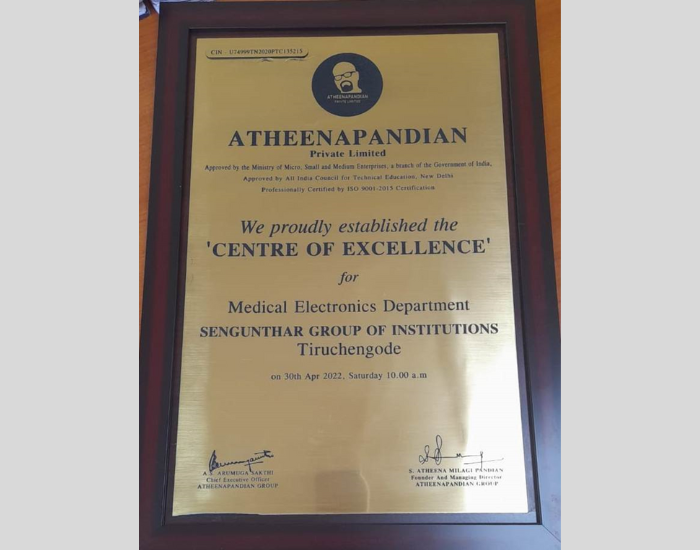 CIN - U74999TN2020PTC135215
ATHEENAPANDIAN
PRIVATE LIMITED
ATHEENAPANDIAN
Private Limited
Approved by the Ministry of Micro, Small and Medium Enterprises, a branch of the Government of India,
Approved by All India Council for Technical Education, New Delhi
Professionally Certified by ISO 9001-2015 Certification
We proudly established the
'CENTRE OF EXCELLENCE'
for
Medical Electronics Department
SENGUNTHAR GROUP OF INSTITUTIONS
Tiruchengode
on 30th Apr 2022, Saturday 10.00 a.m
ARUMUGA SAKTHI
Chief Executive Officer
ATHEENAPANDIAN GROUP
S. ATHEENA MILAGI PANDIAN
Founder And Managing Director
ATHEENAPANDIAN GROUP